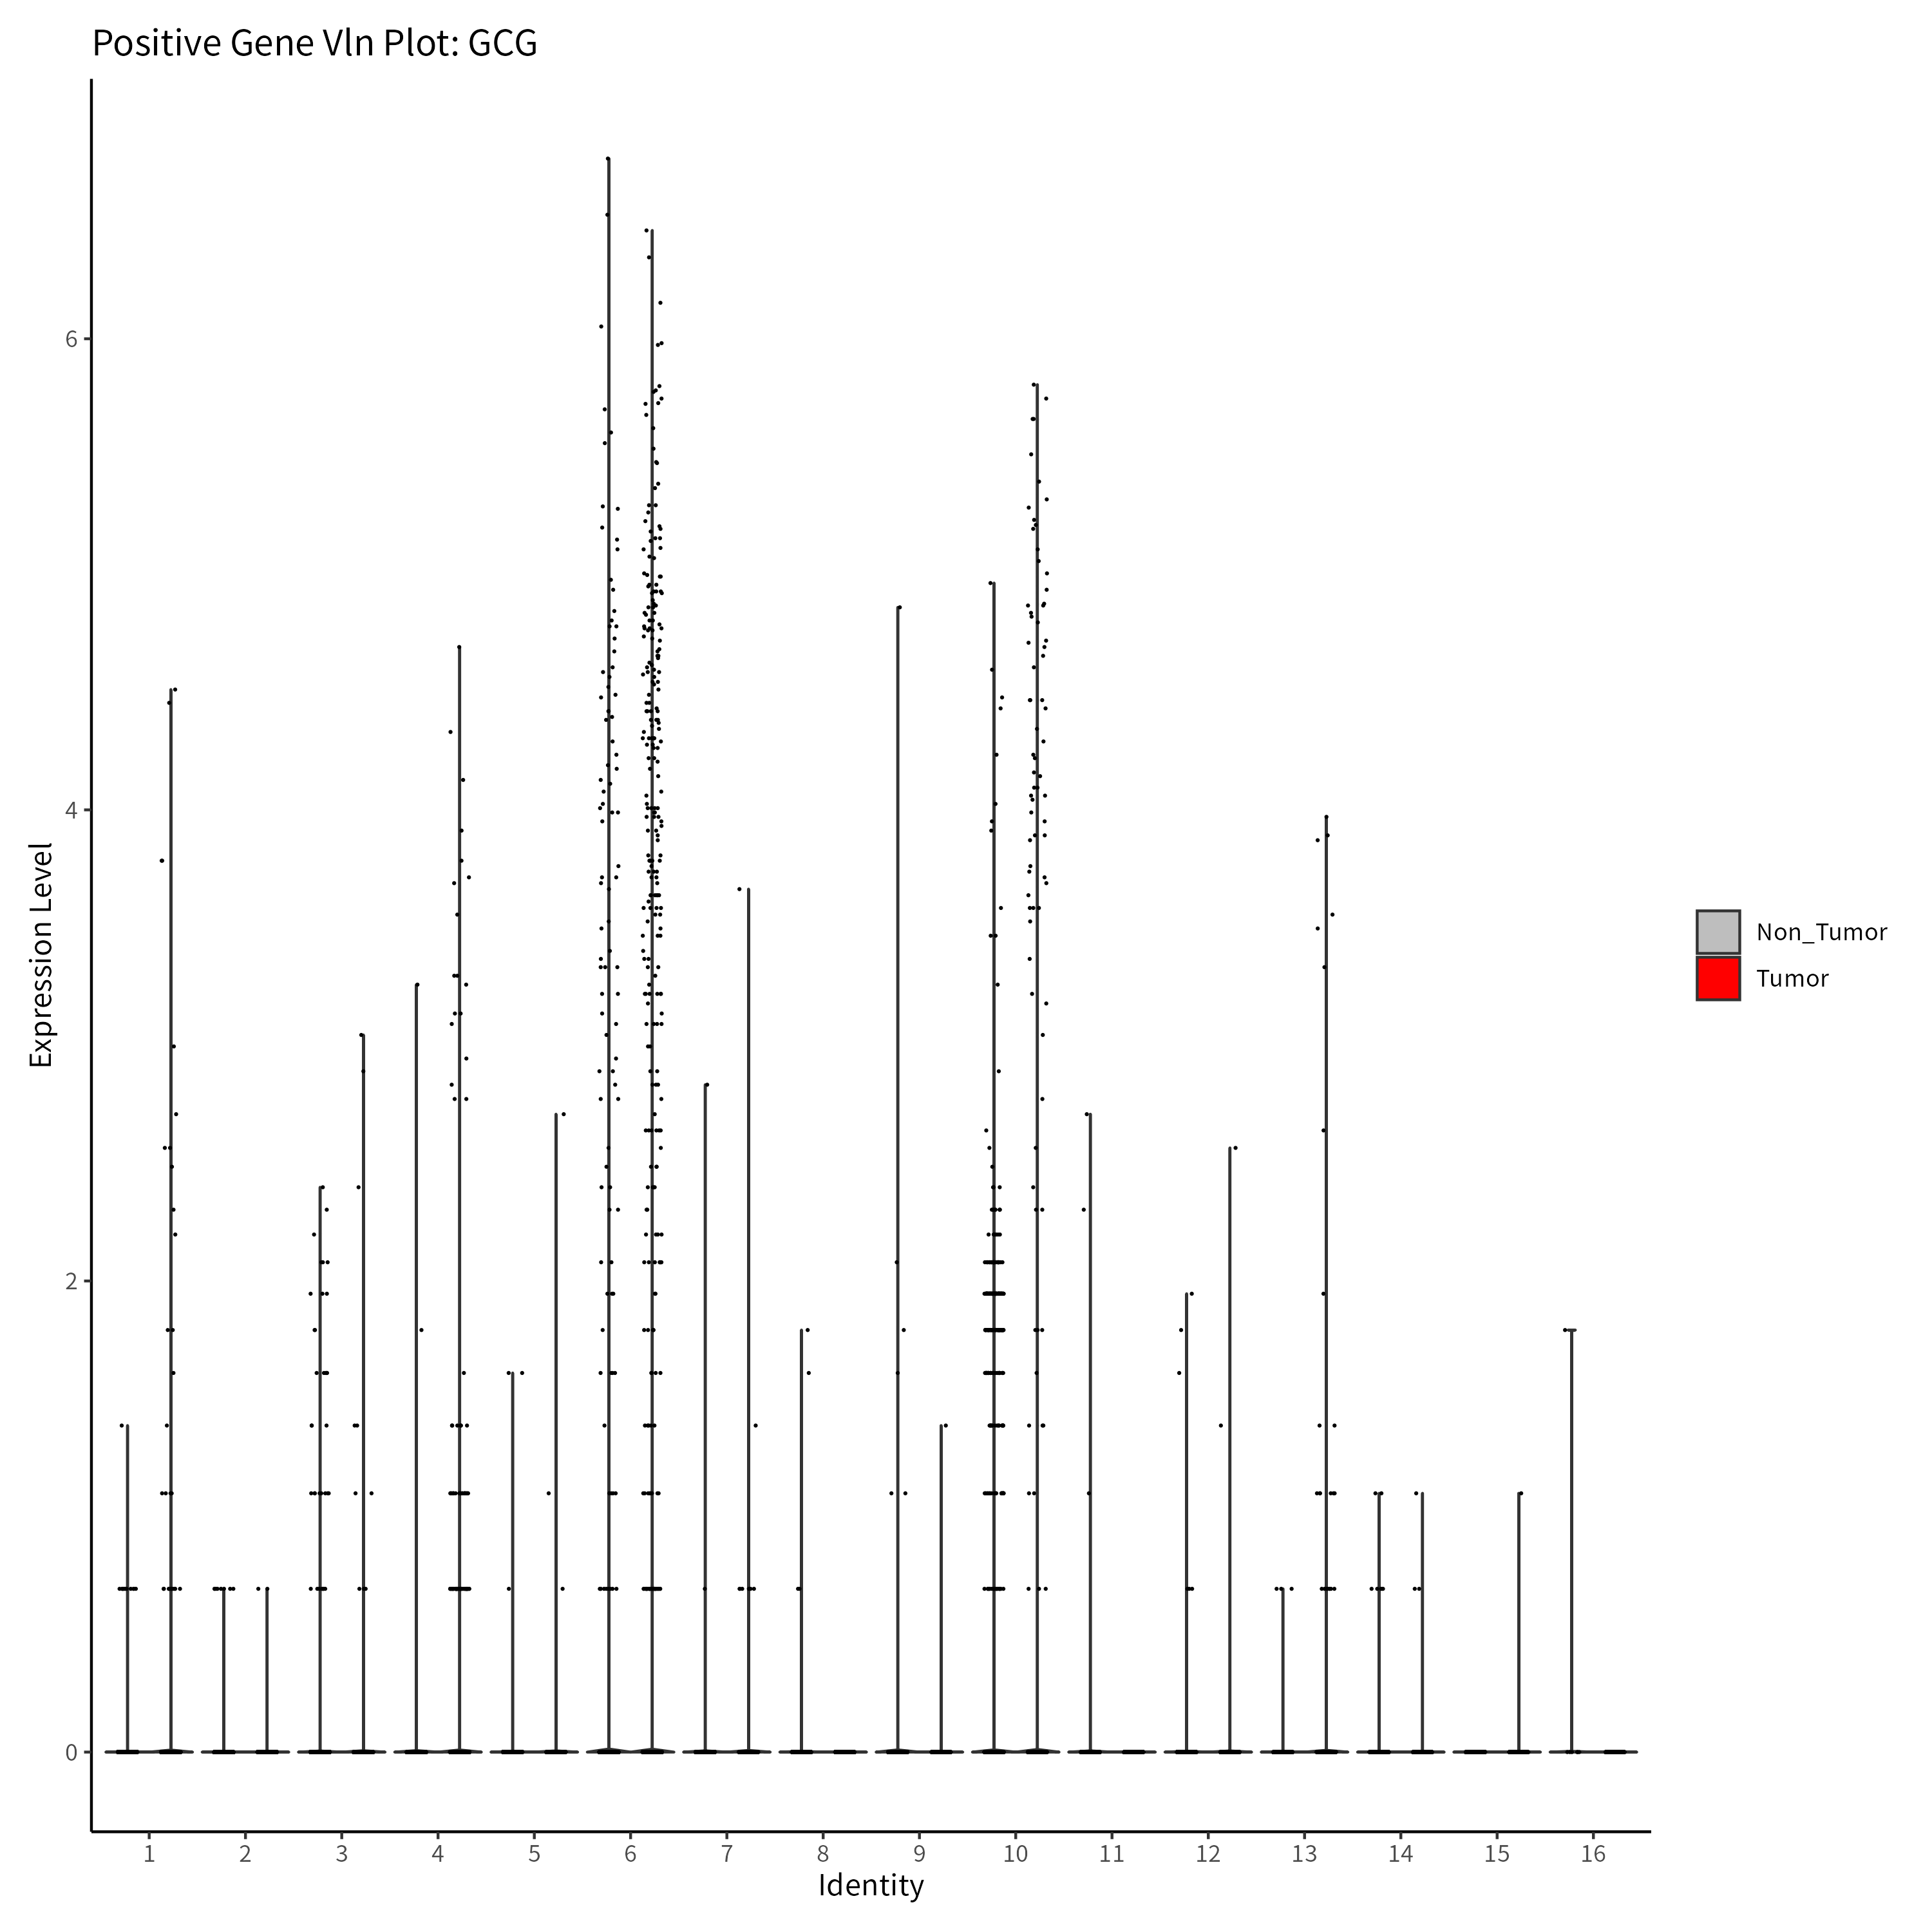 Positive Gene Vln Plot: GCG
6
4
2
0
Expression Level
1 2 3 4 5 6 7 8 9 10 11 12 13 14 15 16
Identity
Non_Tumor
Tumor